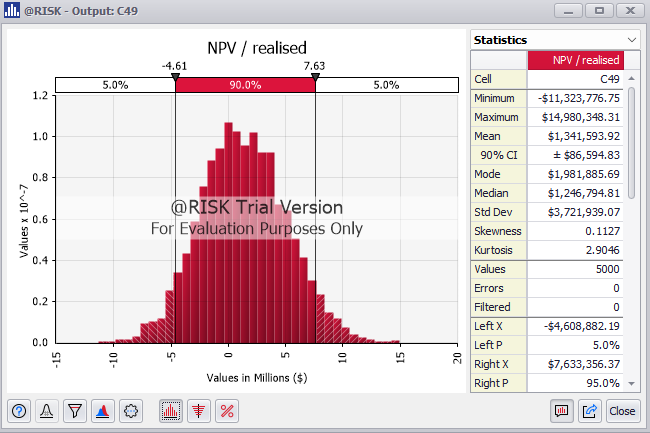 @RISK - Output: C49
NPV / realised
-4.61 7.63
5.0% 90.0% 5.0%
1.2
1.0
0.8
0.6
0.4
0.2
0.0
Values x 10^-7
@RISK Trial Version
For Evaluation Purposes Only
-15 -10 -5 0 5 10 15 20
Values in Millions ($)
Statistics
NPV / realised
Cell C49
Minimum -$11,323,776.75
Maximum $14,980,348.31
Mean $1,341,593.92
90% CI ± $86,594.83
Mode $1,981,885.69
Median $1,246,794.81
Std Dev $3,721,939.07
Skewness 0.1127
Kurtosis 2.9046
Values 5000
Errors 0
Filtered 0
Left X -$4,608,882.19
Left P 5.0%
Right X $7,633,356.37
Right P 95.0%
Close